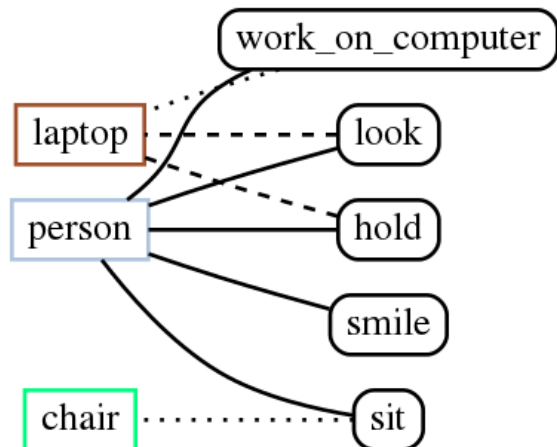 work_on_computer
laptop
look
person
hold
smile
chair
sit